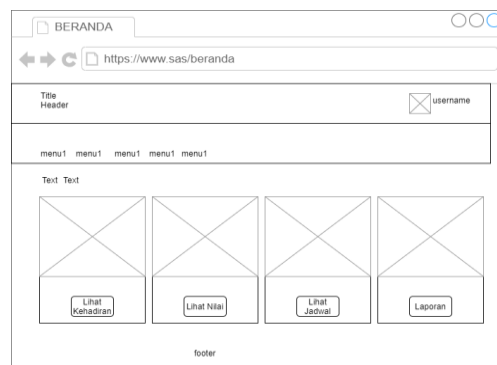 BERANDA
https://www.sas/beranda
Title
Header
username
menu1 menu1 menu1 menu1 menu1
Text Text
Lihat
Kehadiran
Lihat Nilai
Lihat
Jadwal
Laporan
footer